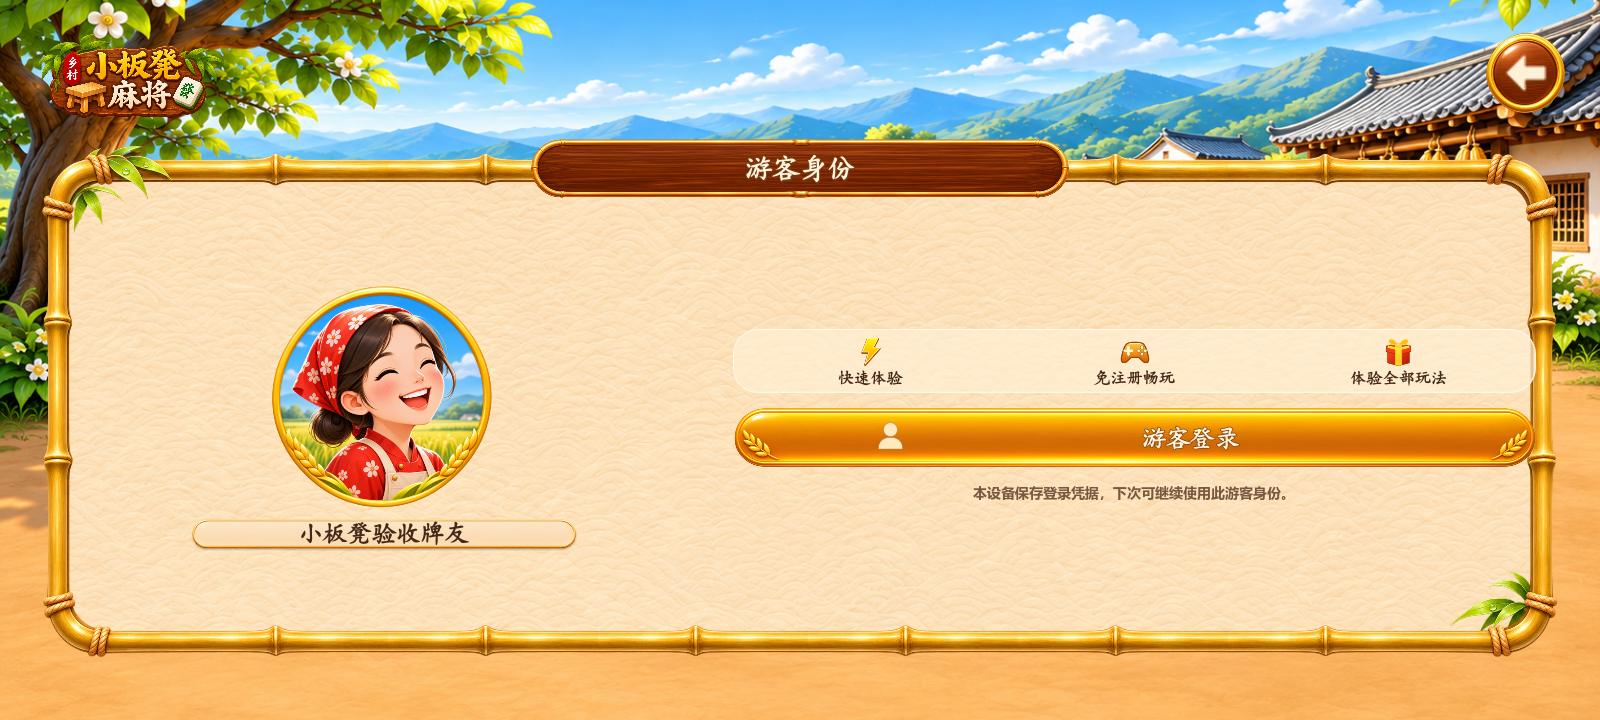 乡村
小板凳
麻将
發
游客身份
快速体验
免注册畅玩
体验全部玩法
游客登录
本设备保存登录凭据，下次可继续使用此游客身份。
小板凳验收牌友